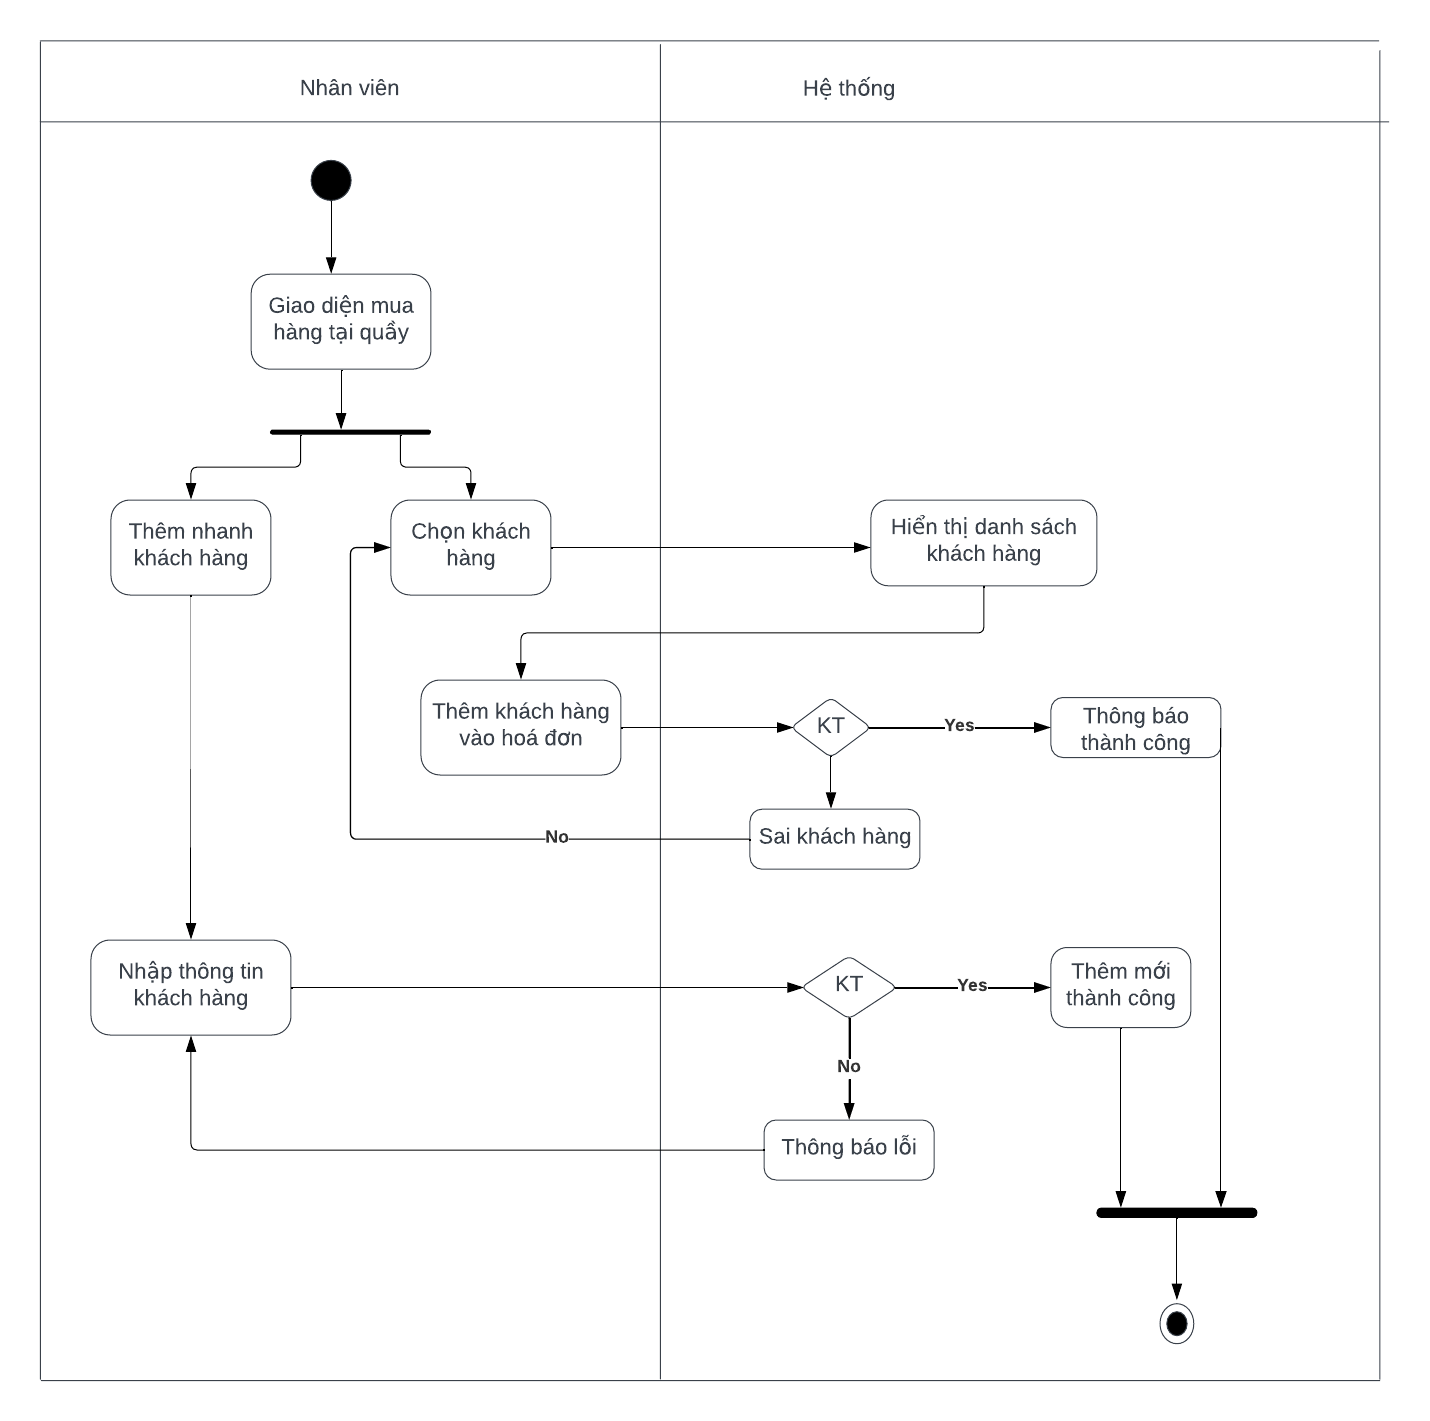 Nhân viên
Hệ thống
Giao diện mua
hàng tại quầy
Thêm nhanh
khách hàng
Chọn khách
hàng
Hiển thị danh sách
khách hàng
Thêm khách hàng
vào hoá đơn
KT
Yes
Thông báo
thành công
No
Sai khách hàng
Nhập thông tin
khách hàng
KT
Yes
Thêm mới
thành công
No
Thông báo lỗi